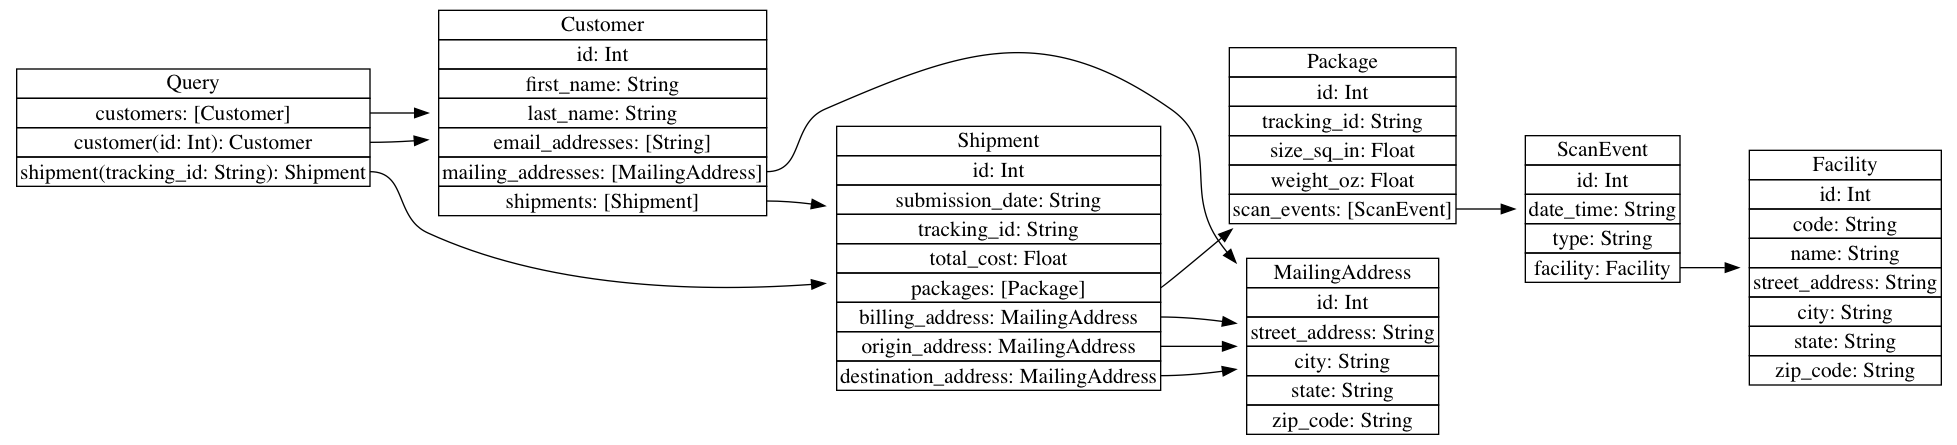 Query
customers: [Customer]
customer(id: Int): Customer
shipment(tracking_id: String): Shipment
Customer
id: Int
first_name: String
last_name: String
email_addresses: [String]
mailing_addresses: [MailingAddress]
shipments: [Shipment]
Shipment
id: Int
submission_date: String
tracking_id: String
total_cost: Float
packages: [Package]
billing_address: MailingAddress
origin_address: MailingAddress
destination_address: MailingAddress
Package
id: Int
tracking_id: String
size_sq_in: Float
weight_oz: Float
scan_events: [ScanEvent]
MailingAddress
id: Int
street_address: String
city: String
state: String
zip_code: String
ScanEvent
id: Int
date_time: String
type: String
facility: Facility
Facility
id: Int
code: String
name: String
street_address: String
city: String
state: String
zip_code: String